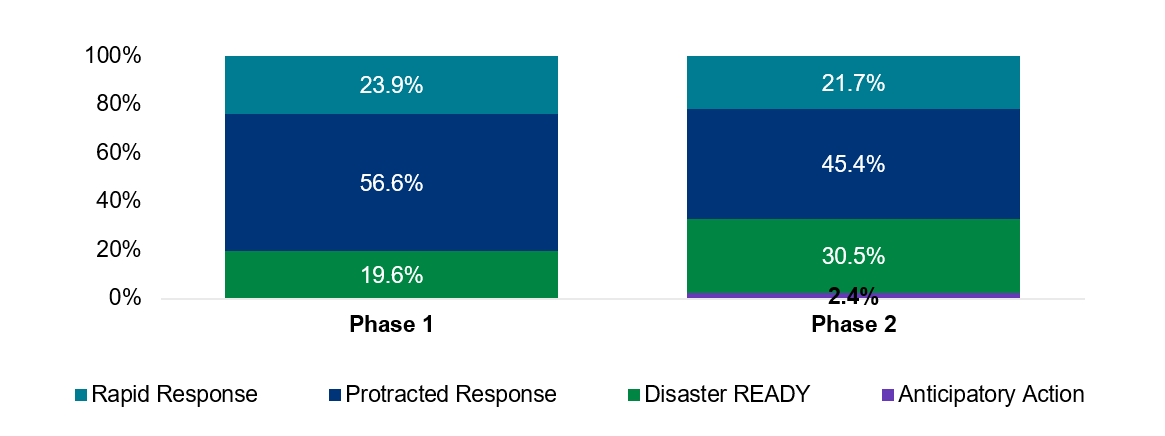 100%
80%
60%
40%
20%
0%
23.9%
56.6%
19.6%
21.7%
45.4%
30.5%
2.4%
Phase 1
Phase 2
Rapid Response
Protracted Response
Disaster READY
Anticipatory Action